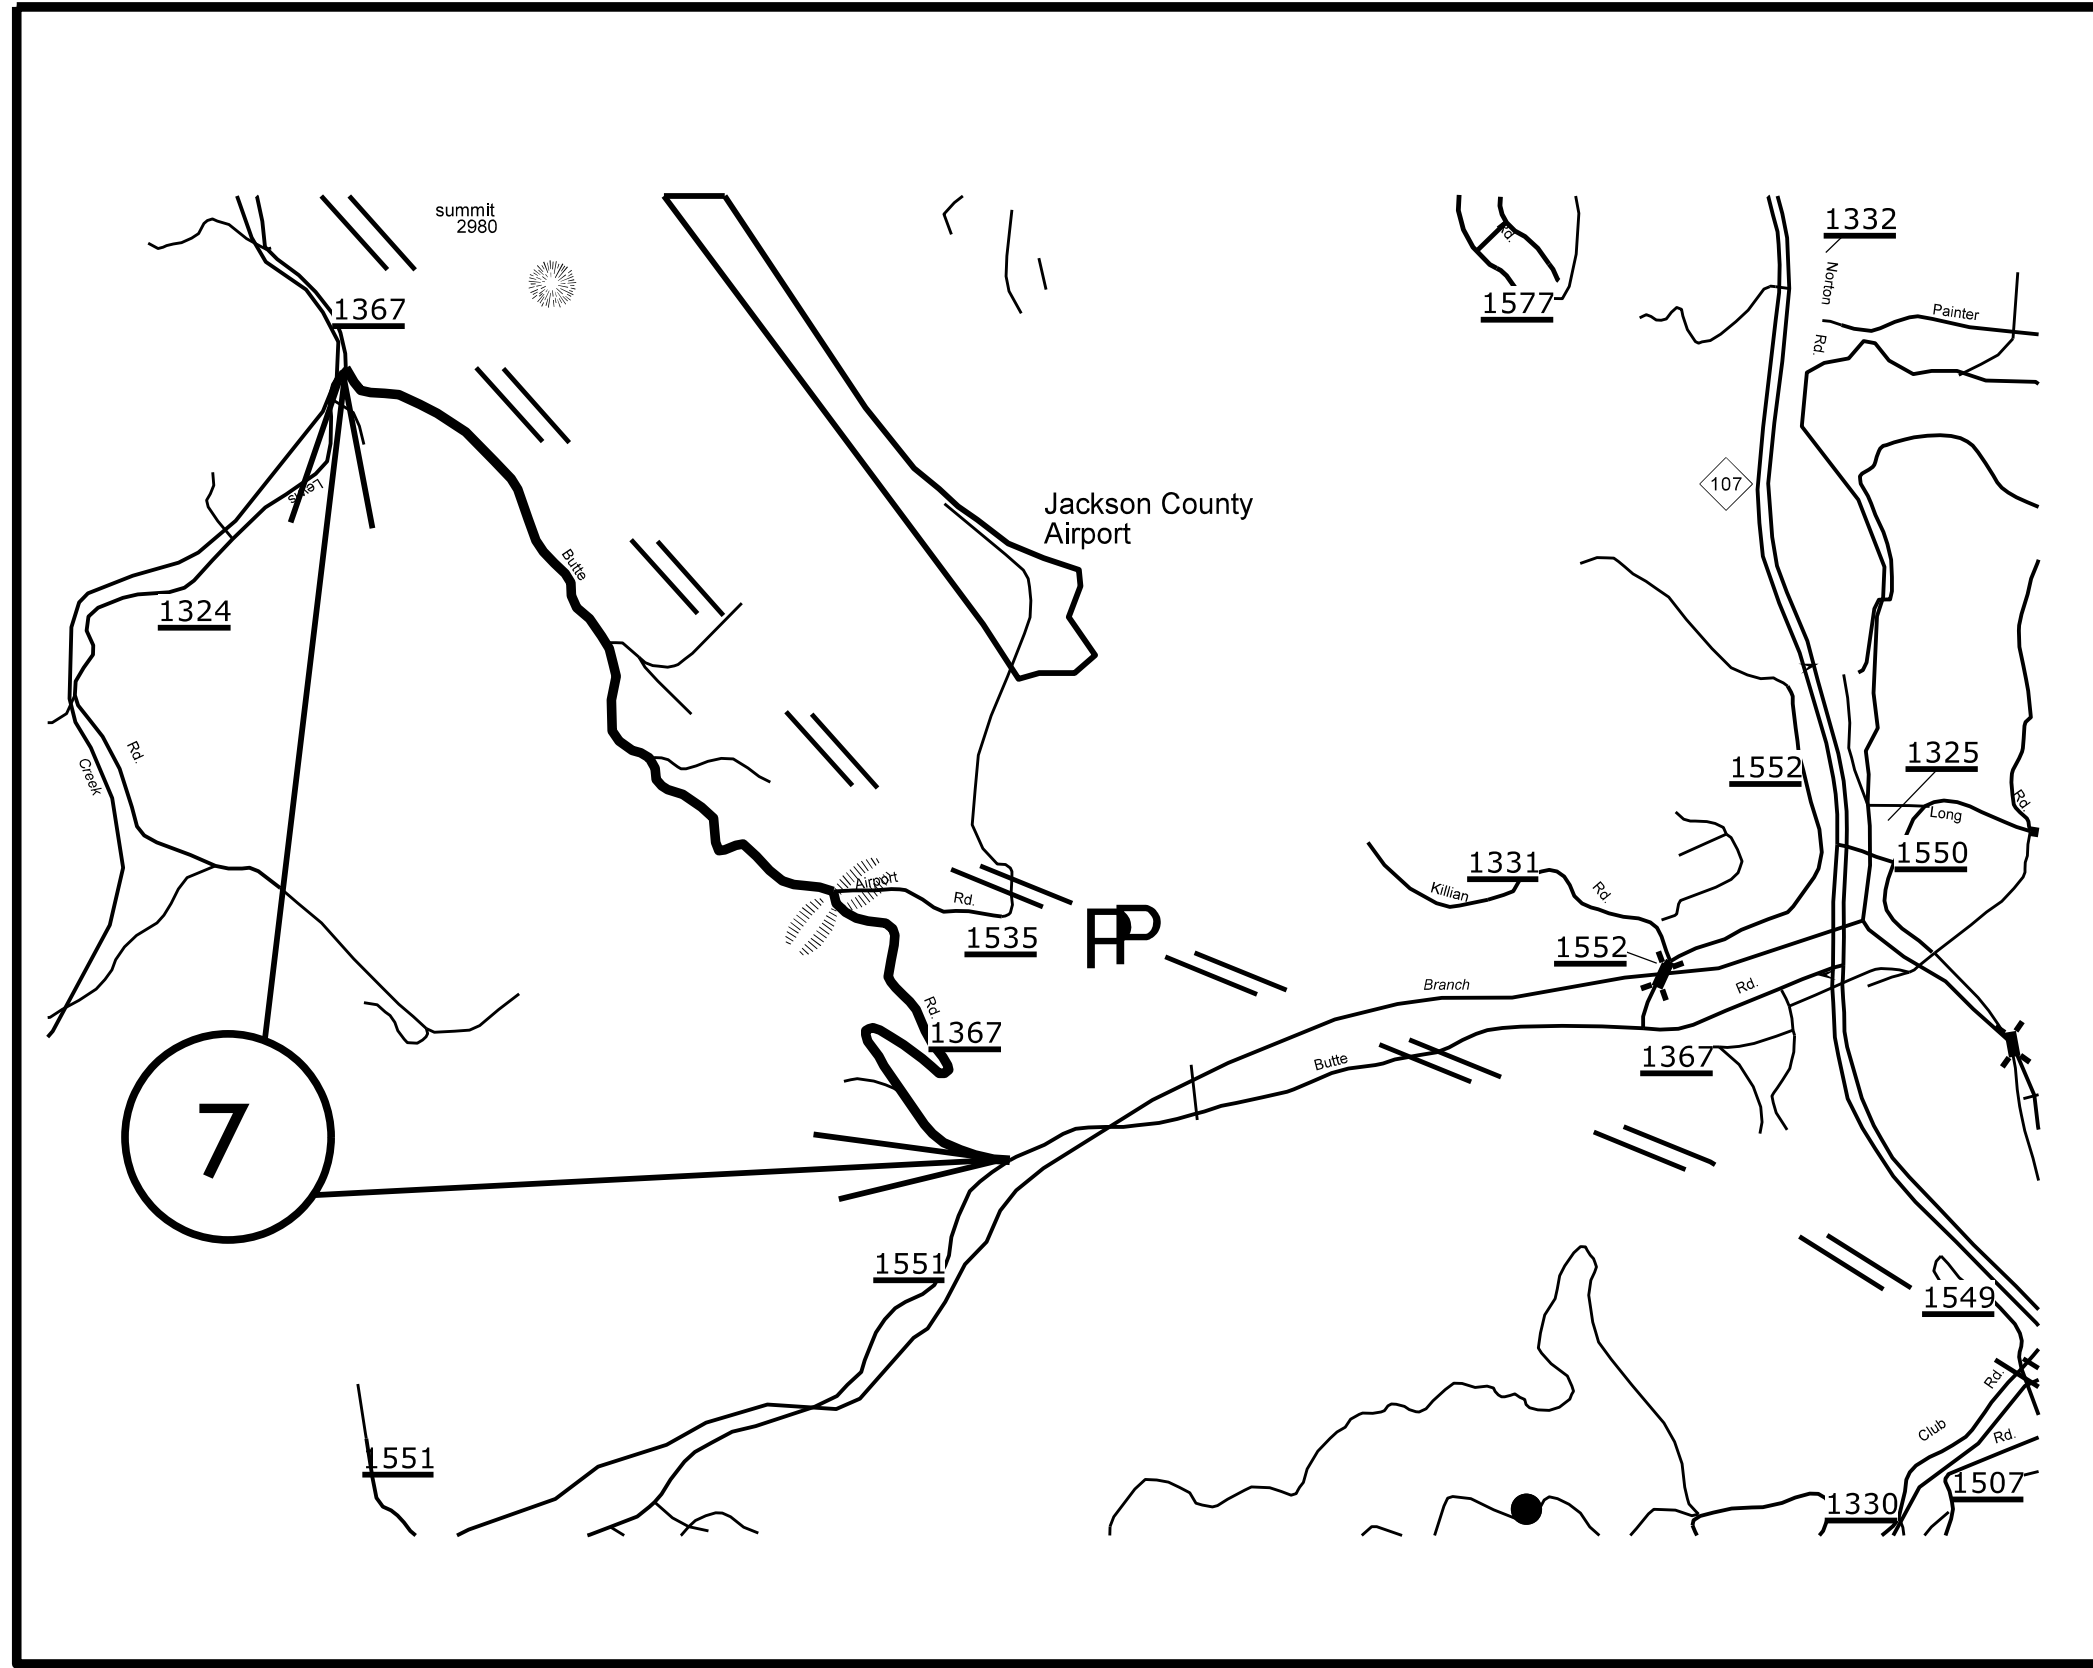 summit
2980
1332
Norton
Rd.
1577
Rd.
1367
Painter
107
Jackson County
Airport
Lewis
Butte
1324
Rd.
Creek
1552
1325
Long
Rd.
1550
1331
Killian
Rd.
Airport
Rd.
1535
P
P
1552
Branch
Rd.
Rd.
1367
Butte
1367
7
1551
1549
Rd.
Club
Rd.
1551
1507
1330